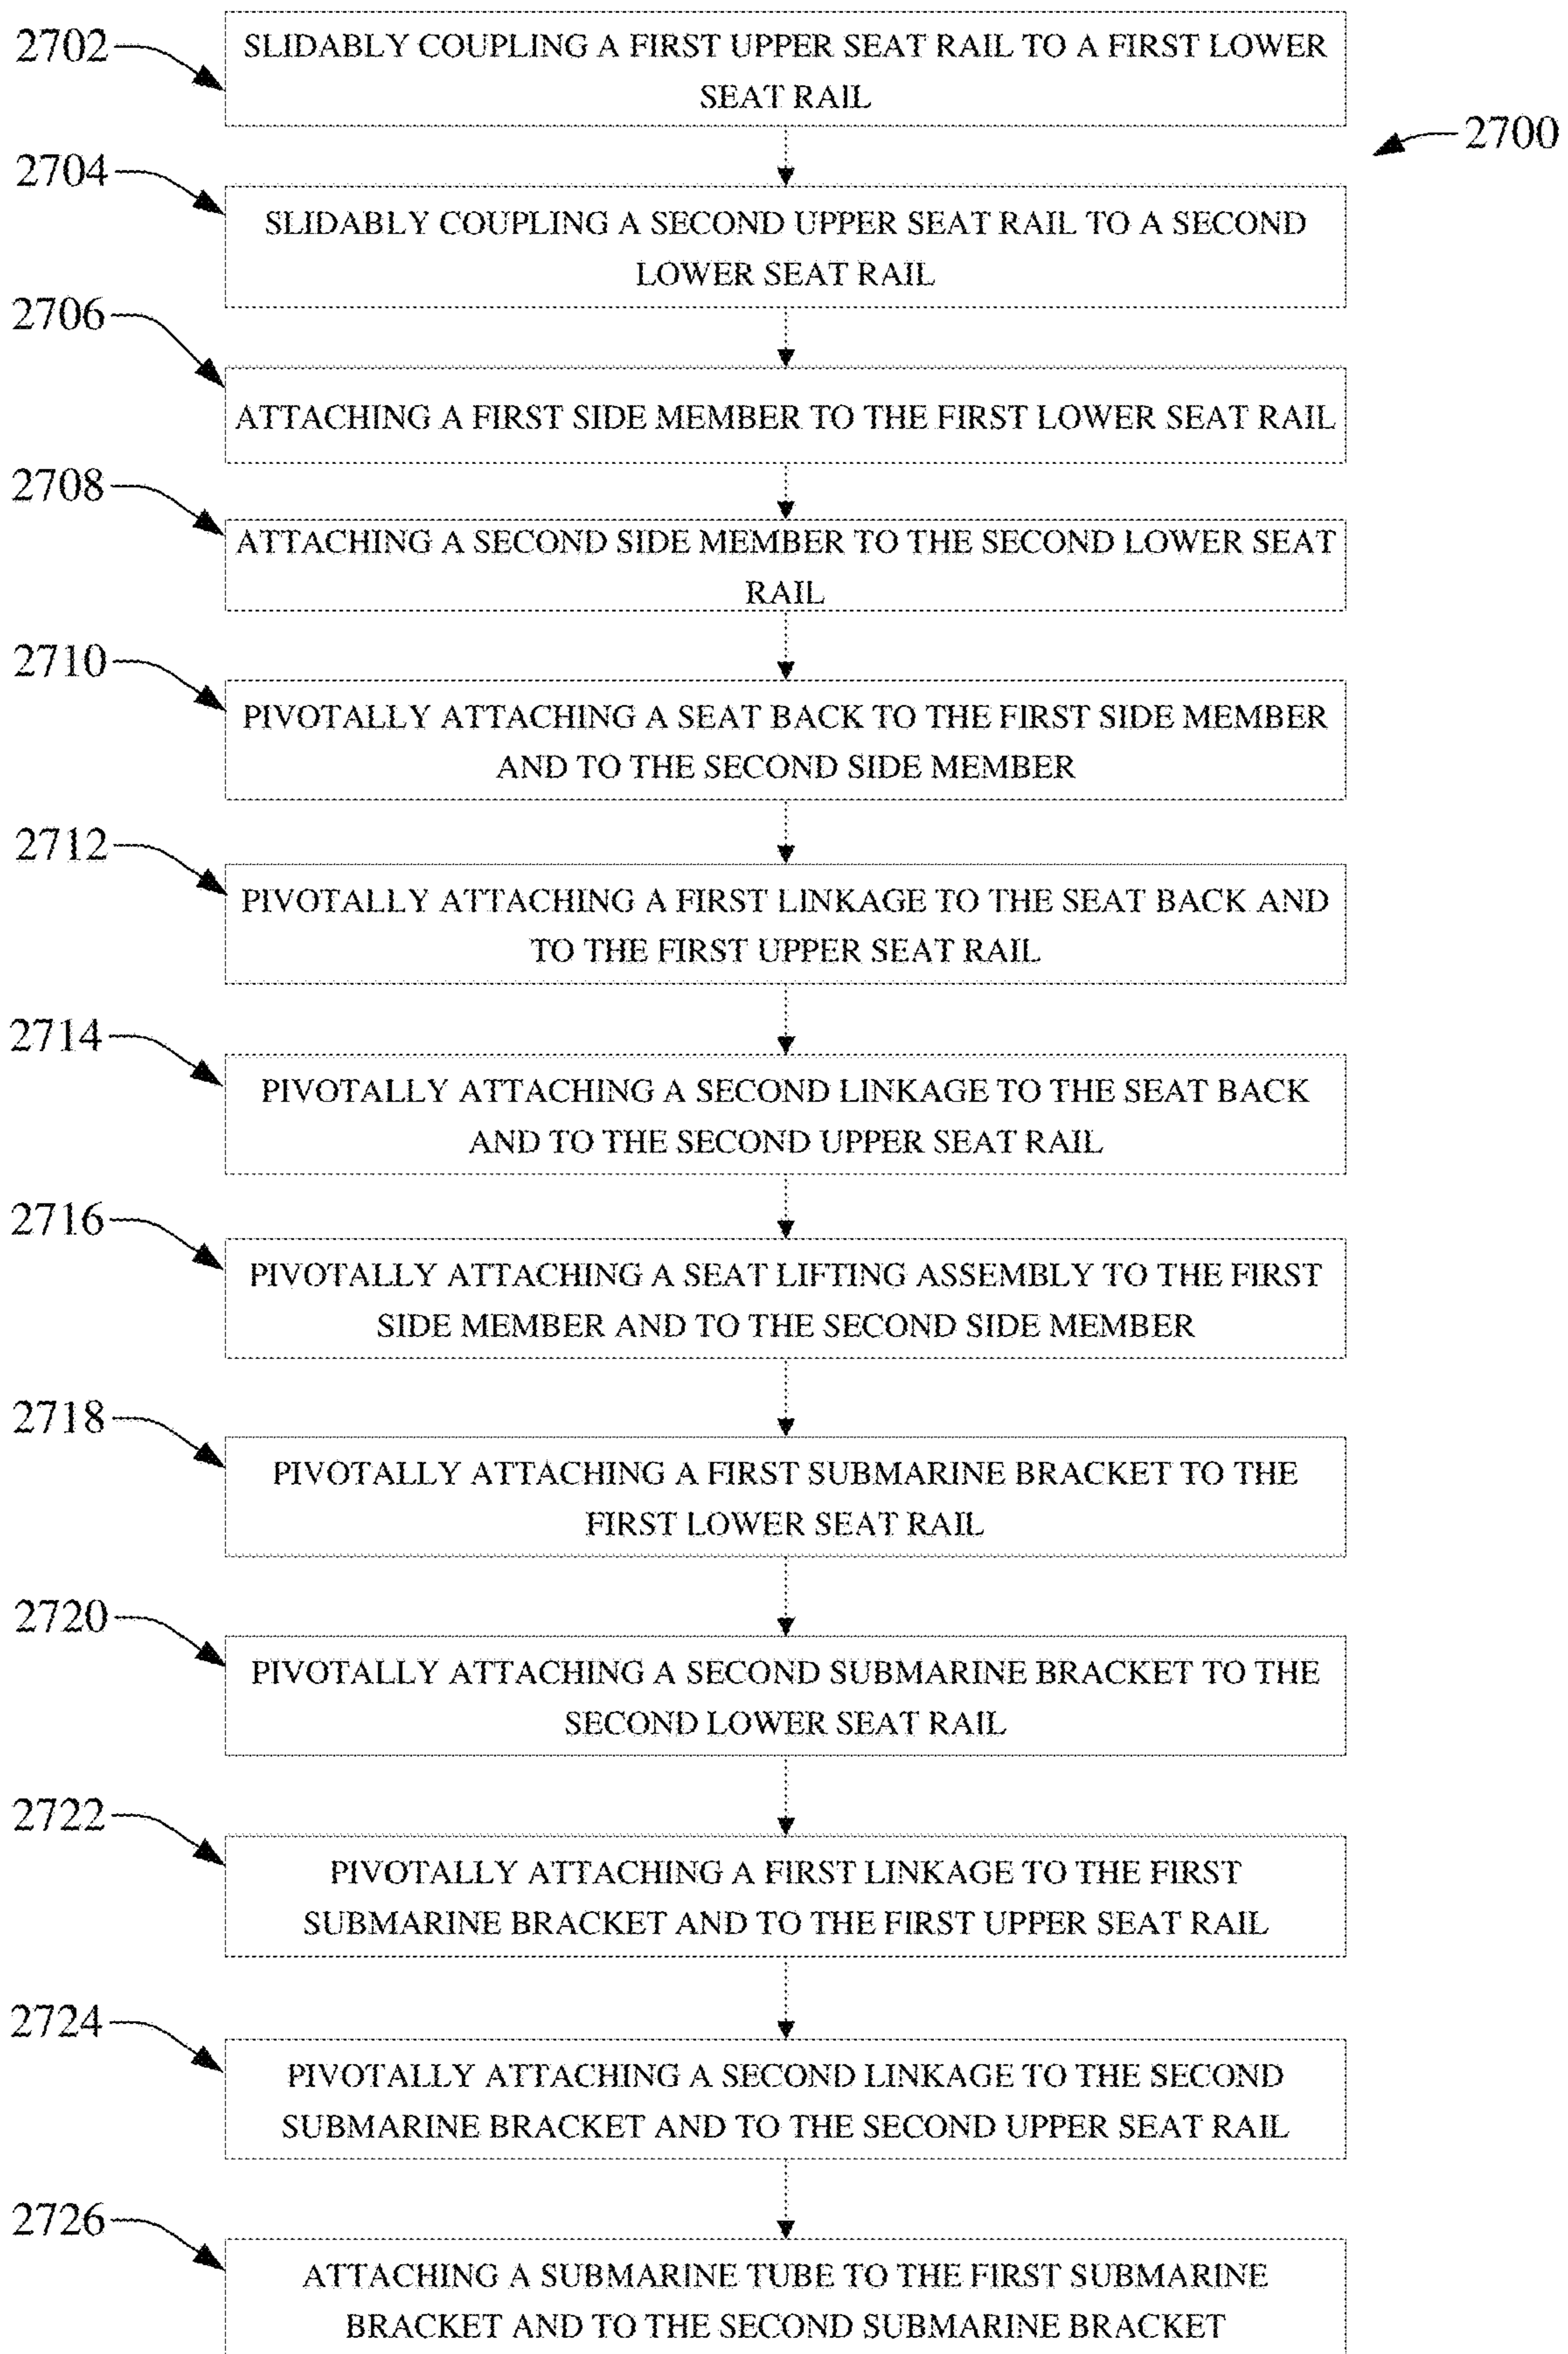 2702
SLIDABLY COUPLING A FIRST UPPER SEAT RAIL TO A FIRST LOWER
SEAT RAIL
2700
2704
SLIDABLY COUPLING A SECOND UPPER SEAT RAIL TO A SECOND
LOWER SEAT RAIL
2706
ATTACHING A FIRST SIDE MEMBER TO THE FIRST LOWER SEAT RAIL
2708
ATTACHING A SECOND SIDE MEMBER TO THE SECOND LOWER SEAT
RAIL
2710
PIVOTALLY ATTACHING A SEAT BACK TO THE FIRST SIDE MEMBER
AND TO THE SECOND SIDE MEMBER
2712
PIVOTALLY ATTACHING A FIRST LINKAGE TO THE SEAT BACK AND
TO THE FIRST UPPER SEAT RAIL
2714
PIVOTALLY ATTACHING A SECOND LINKAGE TO THE SEAT BACK
AND TO THE SECOND UPPER SEAT RAIL
2716
PIVOTALLY ATTACHING A SEAT LIFTING ASSEMBLY TO THE FIRST
SIDE MEMBER AND TO THE SECOND SIDE MEMBER
2718
PIVOTALLY ATTACHING A FIRST SUBMARINE BRACKET TO THE
FIRST LOWER SEAT RAIL
2720
PIVOTALLY ATTACHING A SECOND SUBMARINE BRACKET TO THE
SECOND LOWER SEAT RAIL
2722
PIVOTALLY ATTACHING A FIRST LINKAGE TO THE FIRST
SUBMARINE BRACKET AND TO THE FIRST UPPER SEAT RAIL
2724
PIVOTALLY ATTACHING A SECOND LINKAGE TO THE SECOND
SUBMARINE BRACKET AND TO THE SECOND UPPER SEAT RAIL
2726
ATTACHING A SUBMARINE TUBE TO THE FIRST SUBMARINE
BRACKET AND TO THE SECOND SUBMARINE BRACKET